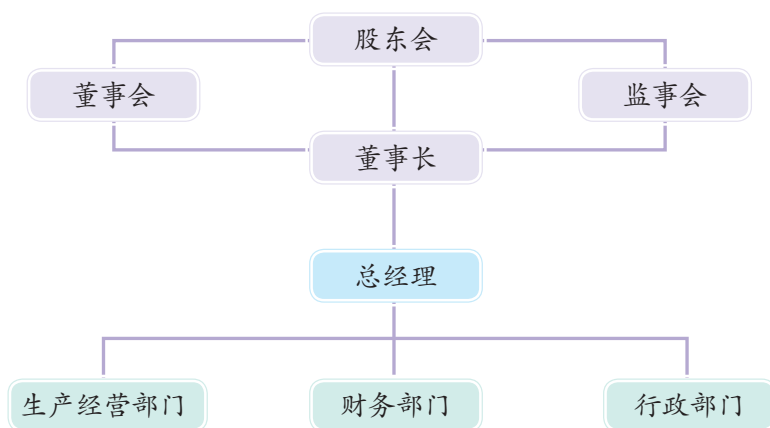 股东会
董事会
监事会
董事长
总经理
生产经营部门
财务部门
行政部门